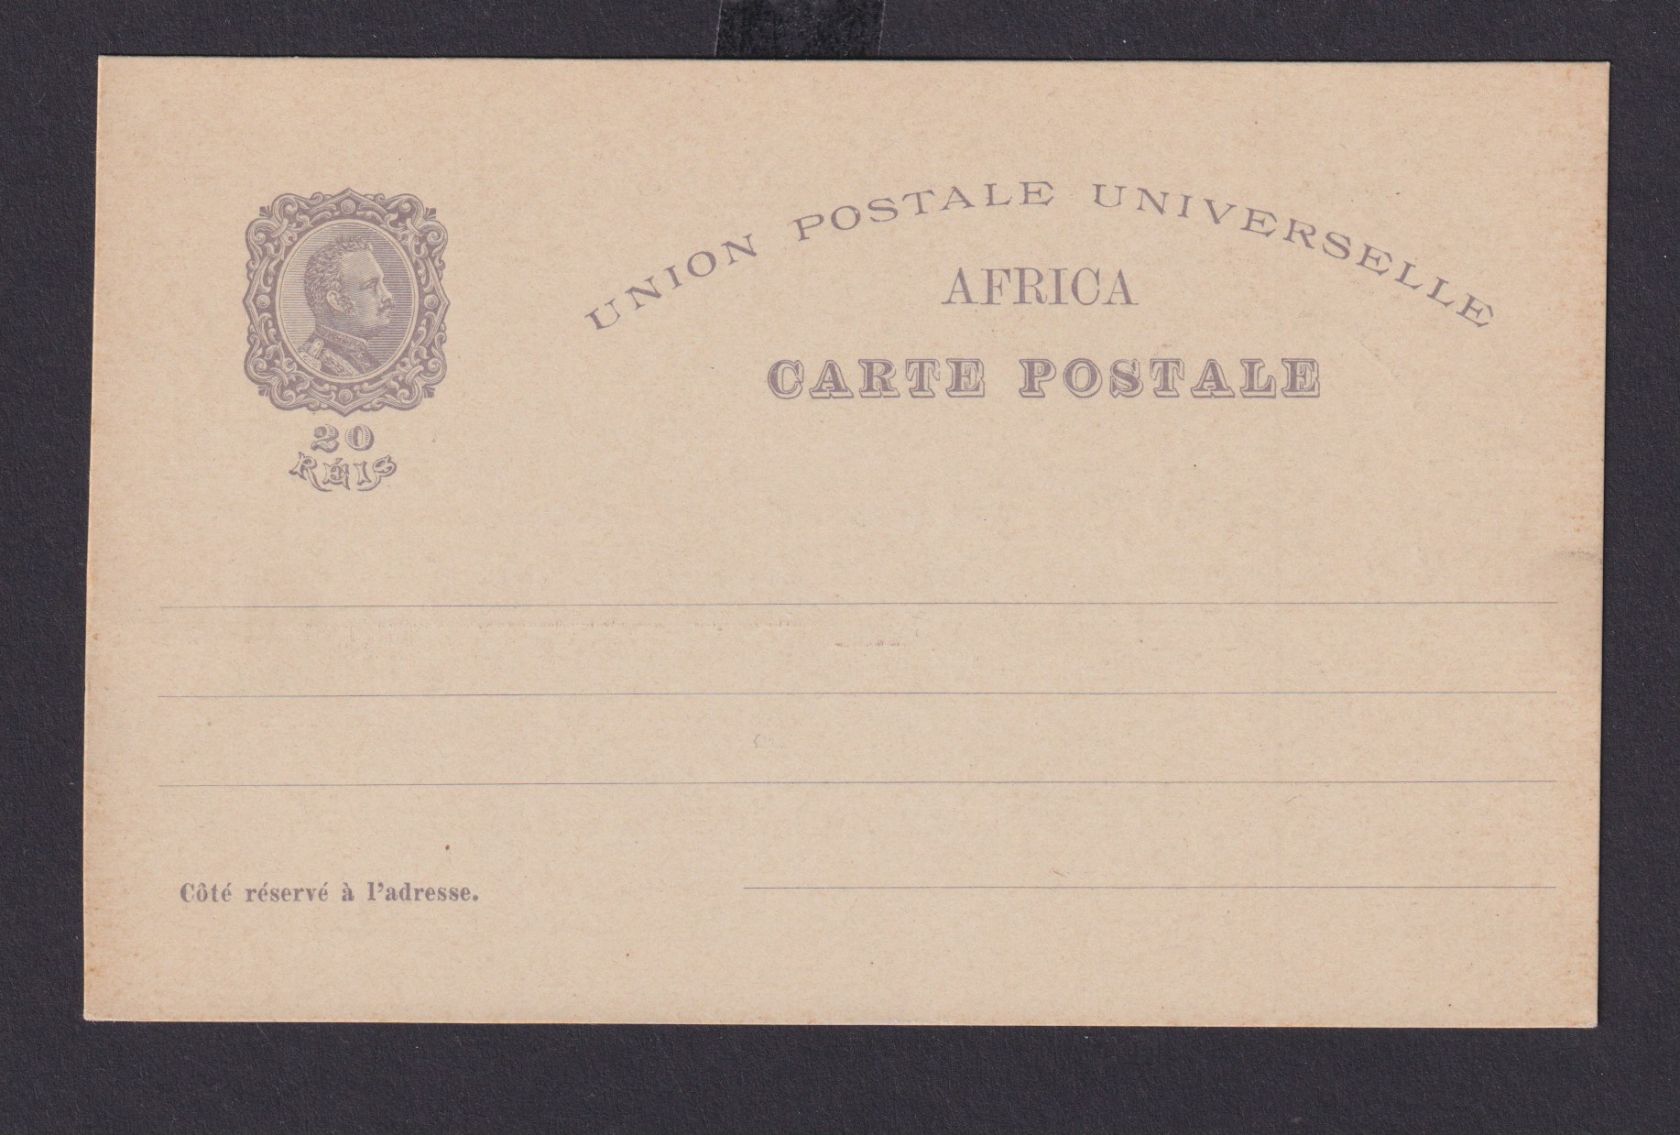 UNION POSTALE UNIVERSELLE
AFRICA
CARTE POSTALE
20
RÉIS
Côté réservé à l'adresse.